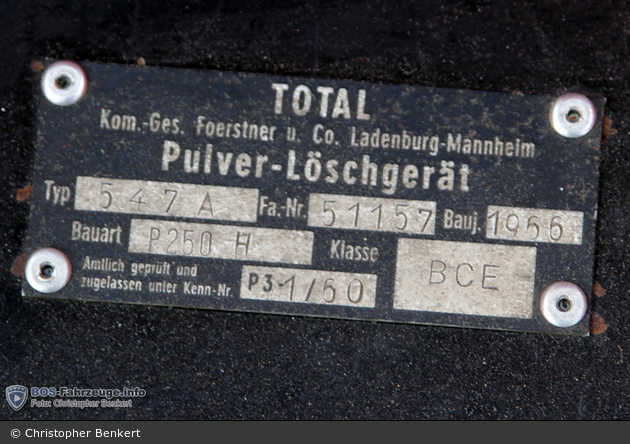 TOTAL
Kom.-Ges. Foerstner u. Co. Ladenburg-Mannheim
Pulver-Löschgerät
Typ 547A Fa.-Nr. 51157 Bauj. 1966
Bauart P250 H Klasse BCE
Amtlich geprüft und
zugelassen unter Kenn-Nr. P3-1/60
BOS-Fahrzeuge.Info
Foto: Christopher Benkert
© Christopher Benkert